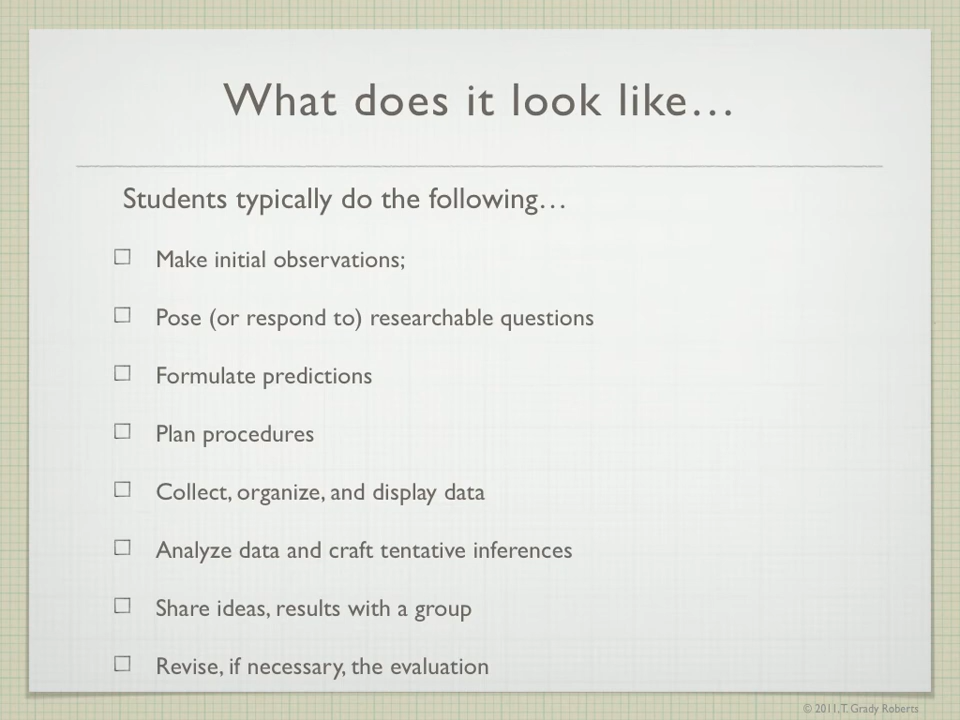 What does it look like…
Students typically do the following…
Make initial observations;
Pose (or respond to) researchable questions
Formulate predictions
Plan procedures
Collect, organize, and display data
Analyze data and craft tentative inferences
Share ideas, results with a group
Revise, if necessary, the evaluation
© 2011, T. Grady Roberts